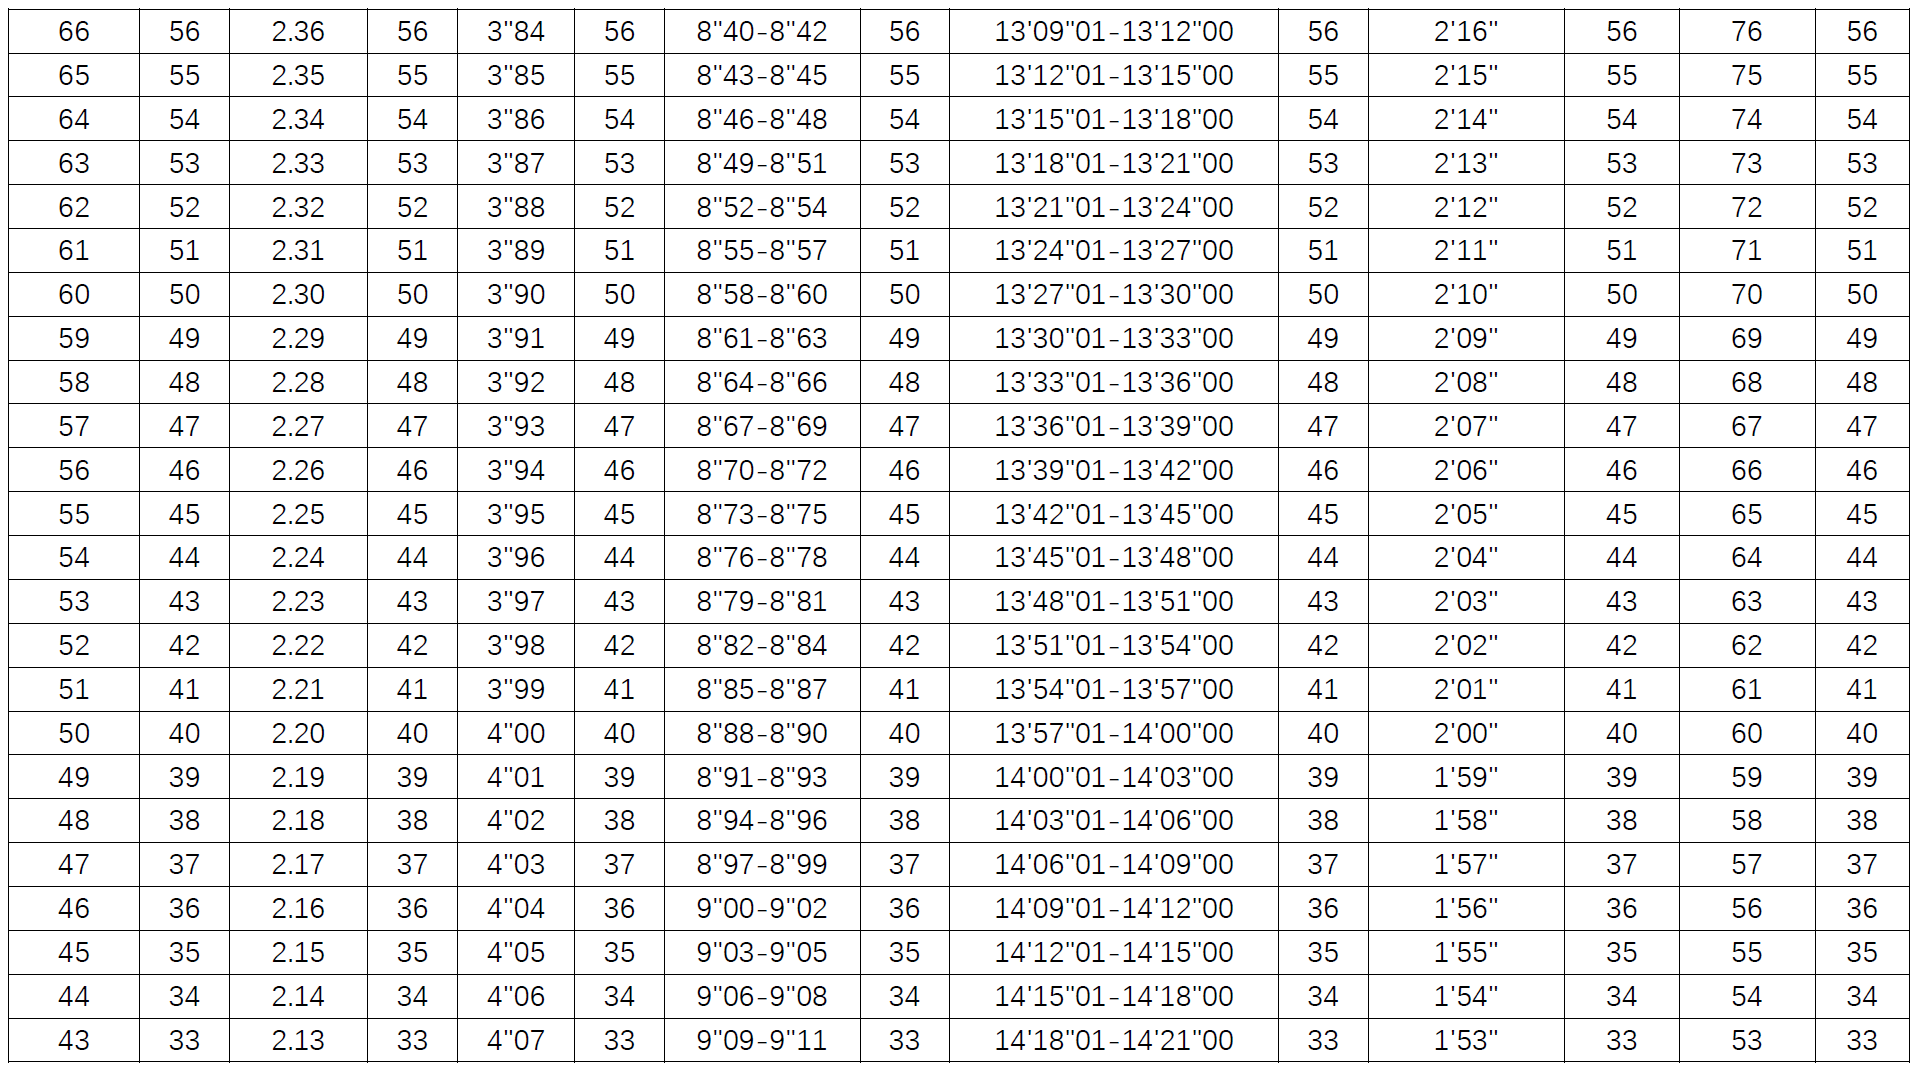 66 56 2.36 56 3"84 56 8"40-8"42 56 13'09"01-13'12"00 56 2'16" 56 76 56
65 55 2.35 55 3"85 55 8"43-8"45 55 13'12"01-13'15"00 55 2'15" 55 75 55
64 54 2.34 54 3"86 54 8"46-8"48 54 13'15"01-13'18"00 54 2'14" 54 74 54
63 53 2.33 53 3"87 53 8"49-8"51 53 13'18"01-13'21"00 53 2'13" 53 73 53
62 52 2.32 52 3"88 52 8"52-8"54 52 13'21"01-13'24"00 52 2'12" 52 72 52
61 51 2.31 51 3"89 51 8"55-8"57 51 13'24"01-13'27"00 51 2'11" 51 71 51
60 50 2.30 50 3"90 50 8"58-8"60 50 13'27"01-13'30"00 50 2'10" 50 70 50
59 49 2.29 49 3"91 49 8"61-8"63 49 13'30"01-13'33"00 49 2'09" 49 69 49
58 48 2.28 48 3"92 48 8"64-8"66 48 13'33"01-13'36"00 48 2'08" 48 68 48
57 47 2.27 47 3"93 47 8"67-8"69 47 13'36"01-13'39"00 47 2'07" 47 67 47
56 46 2.26 46 3"94 46 8"70-8"72 46 13'39"01-13'42"00 46 2'06" 46 66 46
55 45 2.25 45 3"95 45 8"73-8"75 45 13'42"01-13'45"00 45 2'05" 45 65 45
54 44 2.24 44 3"96 44 8"76-8"78 44 13'45"01-13'48"00 44 2'04" 44 64 44
53 43 2.23 43 3"97 43 8"79-8"81 43 13'48"01-13'51"00 43 2'03" 43 63 43
52 42 2.22 42 3"98 42 8"82-8"84 42 13'51"01-13'54"00 42 2'02" 42 62 42
51 41 2.21 41 3"99 41 8"85-8"87 41 13'54"01-13'57"00 41 2'01" 41 61 41
50 40 2.20 40 4"00 40 8"88-8"90 40 13'57"01-14'00"00 40 2'00" 40 60 40
49 39 2.19 39 4"01 39 8"91-8"93 39 14'00"01-14'03"00 39 1'59" 39 59 39
48 38 2.18 38 4"02 38 8"94-8"96 38 14'03"01-14'06"00 38 1'58" 38 58 38
47 37 2.17 37 4"03 37 8"97-8"99 37 14'06"01-14'09"00 37 1'57" 37 57 37
46 36 2.16 36 4"04 36 9"00-9"02 36 14'09"01-14'12"00 36 1'56" 36 56 36
45 35 2.15 35 4"05 35 9"03-9"05 35 14'12"01-14'15"00 35 1'55" 35 55 35
44 34 2.14 34 4"06 34 9"06-9"08 34 14'15"01-14'18"00 34 1'54" 34 54 34
43 33 2.13 33 4"07 33 9"09-9"11 33 14'18"01-14'21"00 33 1'53" 33 53 33